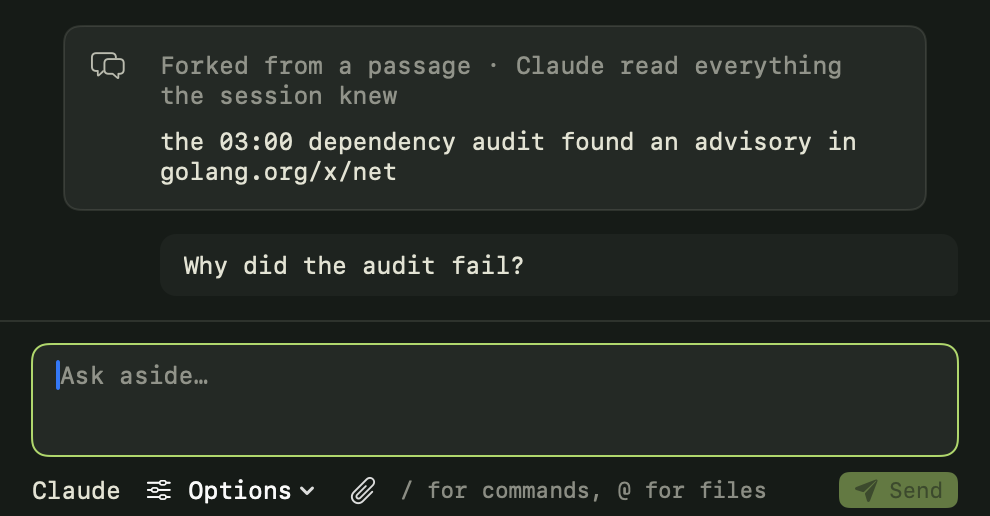 Forked from a passage · Claude read everything
the session knew
the 03:00 dependency audit found an advisory in
golang.org/x/net
Why did the audit fail?
Ask aside…
Claude Options / for commands, @ for files Send